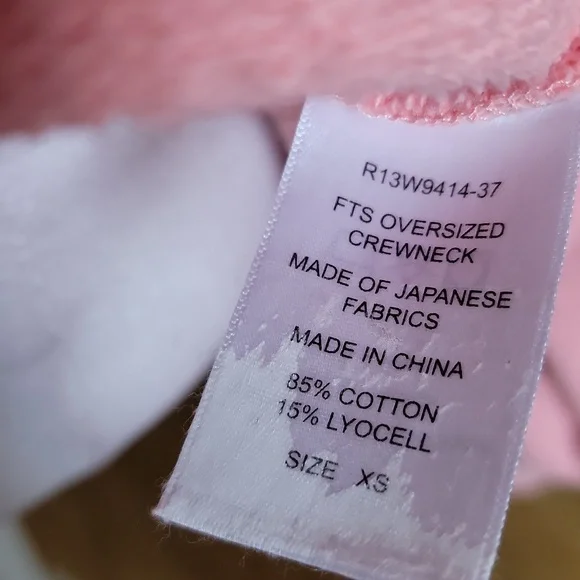 R13W9414-37
FTS OVERSIZED
CREWNECK
MADE OF JAPANESE
FABRICS
MADE IN CHINA
85% COTTON
15% LYOCELL
SIZE XS